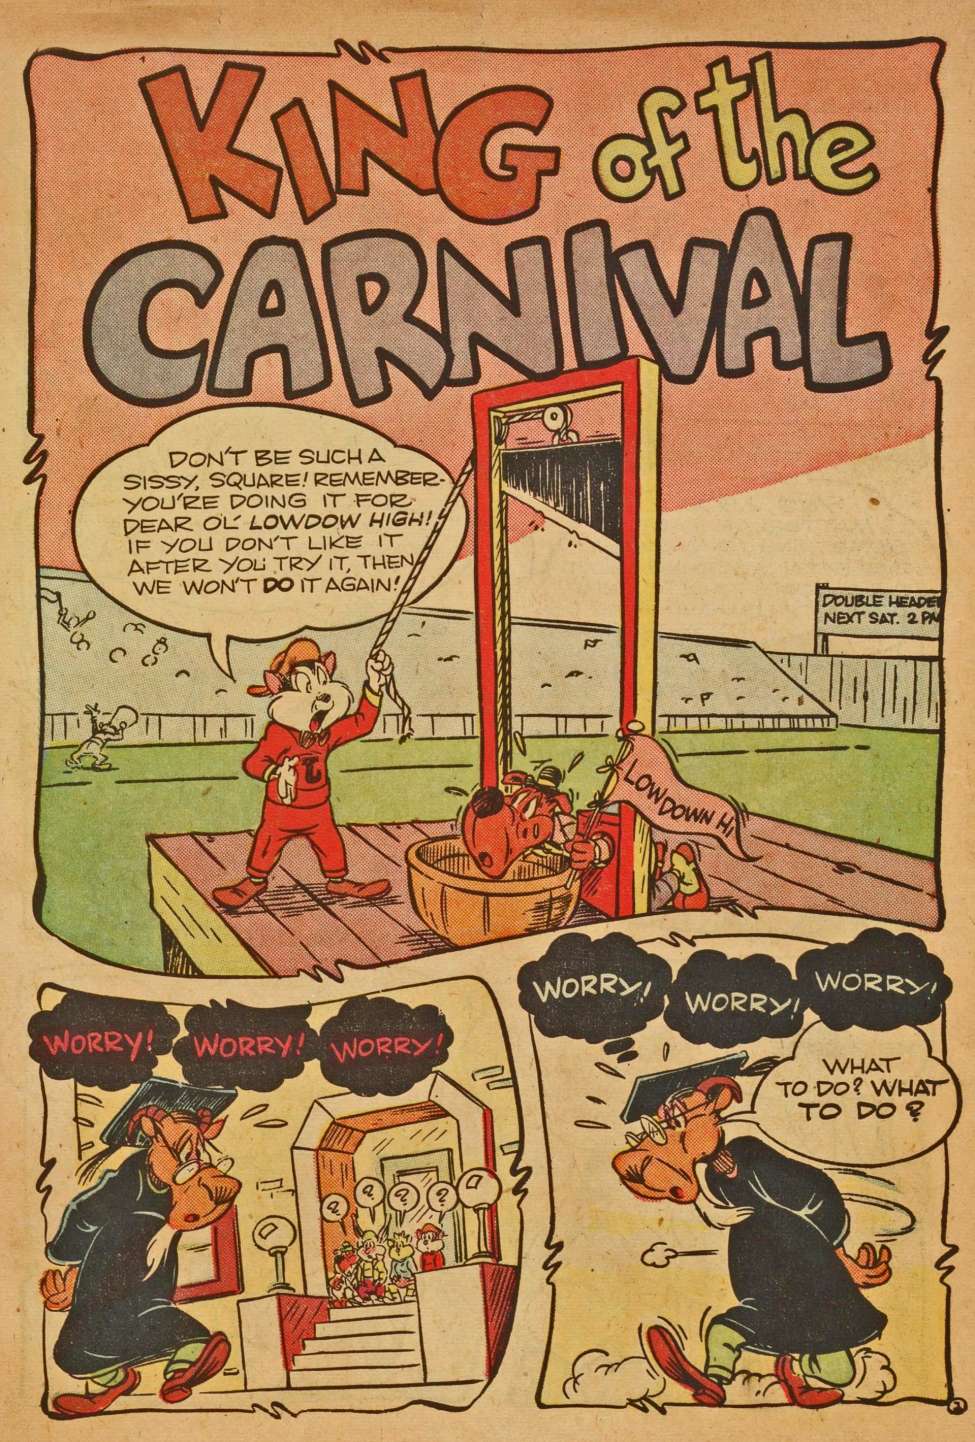 KING of the
CARNIVAL
DON'T BE SUCH A
SISSY, SQUARE! REMEMBER-
YOU'RE DOING IT FOR
DEAR OL' LOWDOW HIGH!
IF YOU DON'T LIKE IT
AFTER YOU TRY IT, THEN
WE WON'T DO IT AGAIN!
DOUBLE HEADE
NEXT SAT. 2 PM
L
LOWDOWN HI
WORRY! WORRY! WORRY!
? ? ? ?
WORRY! WORRY! WORRY!
WHAT
TO DO? WHAT
TO DO?